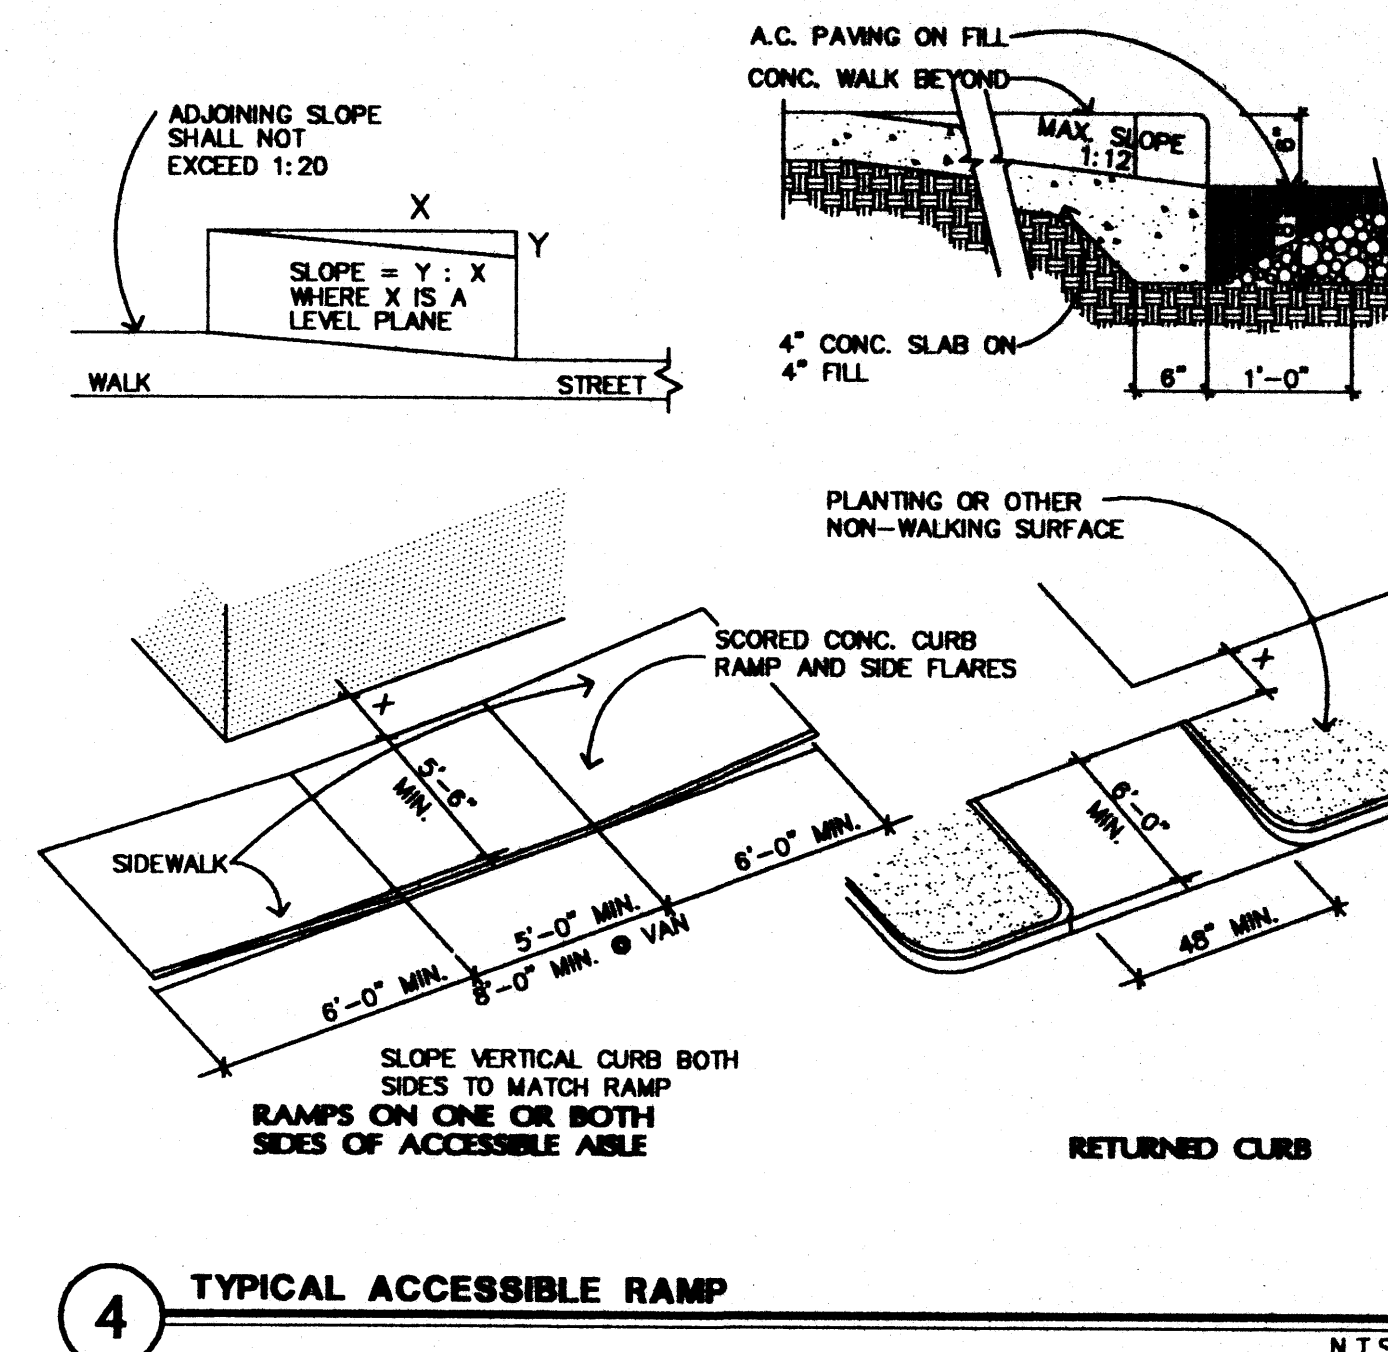 ADJOINING SLOPE
SHALL NOT
EXCEED 1:20
X
Y
SLOPE = Y : X
WHERE X IS A
LEVEL PLANE
WALK
STREET
A.C. PAVING ON FILL
CONC. WALK BEYOND
MAX. SLOPE
1:12
4" CONC. SLAB ON
4" FILL
6"
1'-0"
PLANTING OR OTHER
NON-WALKING SURFACE
SCORED CONC. CURB
RAMP AND SIDE FLARES
5'-6"
MIN.
SIDEWALK
6'-0" MIN.
5'-0" MIN.
8'-0" MIN. @ VAN
6'-0" MIN.
6'-0"
MIN.
48" MIN.
SLOPE VERTICAL CURB BOTH
SIDES TO MATCH RAMP
RAMPS ON ONE OR BOTH
SIDES OF ACCESSIBLE AISLE
RETURNED CURB
4
TYPICAL ACCESSIBLE RAMP